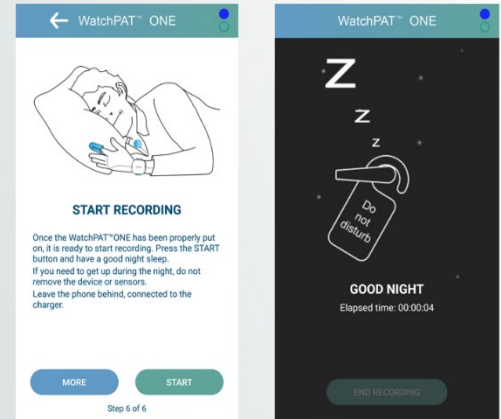 WatchPAT™ ONE
START RECORDING
Once the WatchPAT™ONE has been properly put
on, it is ready to start recording. Press the START
button and have a good night sleep.
If you need to get up during the night, do not
remove the device or sensors.
Leave the phone behind, connected to the
charger.
MORE
START
Step 6 of 6
WatchPAT™ ONE
Z
Z
Z
Do
not
disturb
GOOD NIGHT
Elapsed time: 00:00:04
END RECORDING